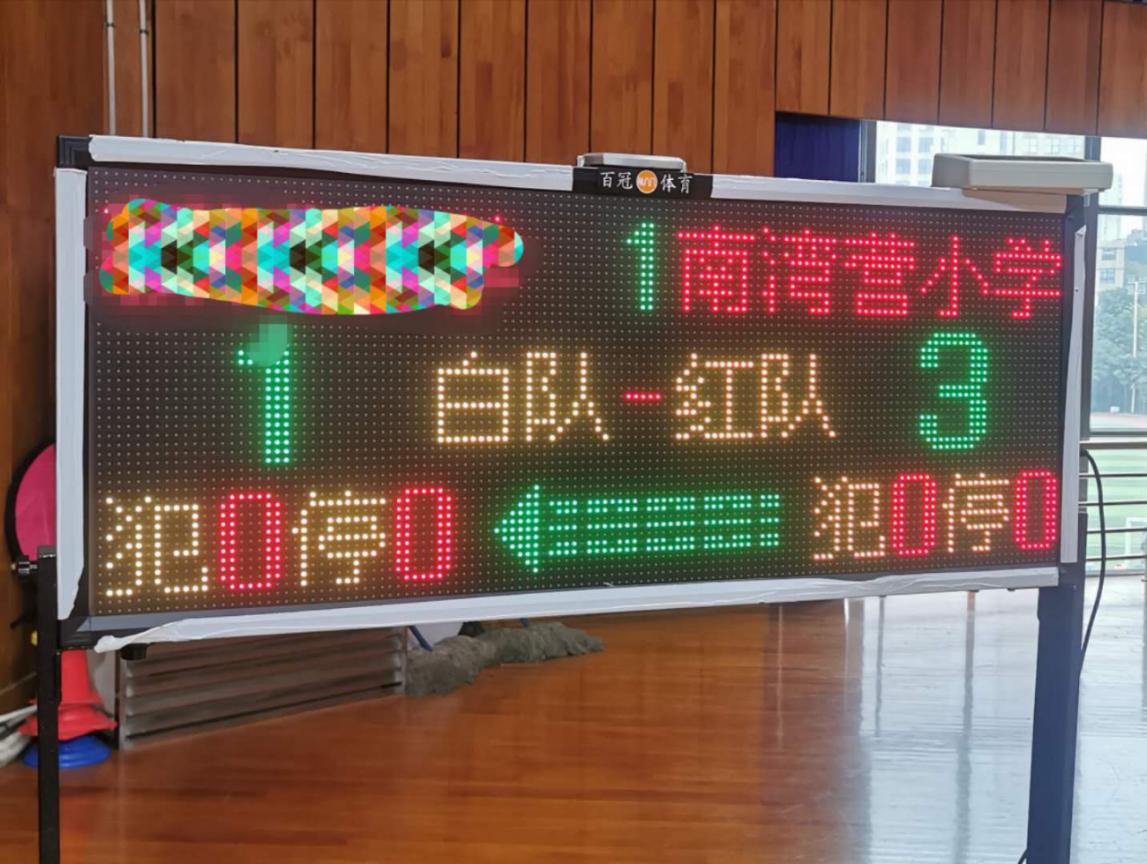 百冠体育
1 南湾营小学
1 白队-红队 3
犯0停0 犯0停0